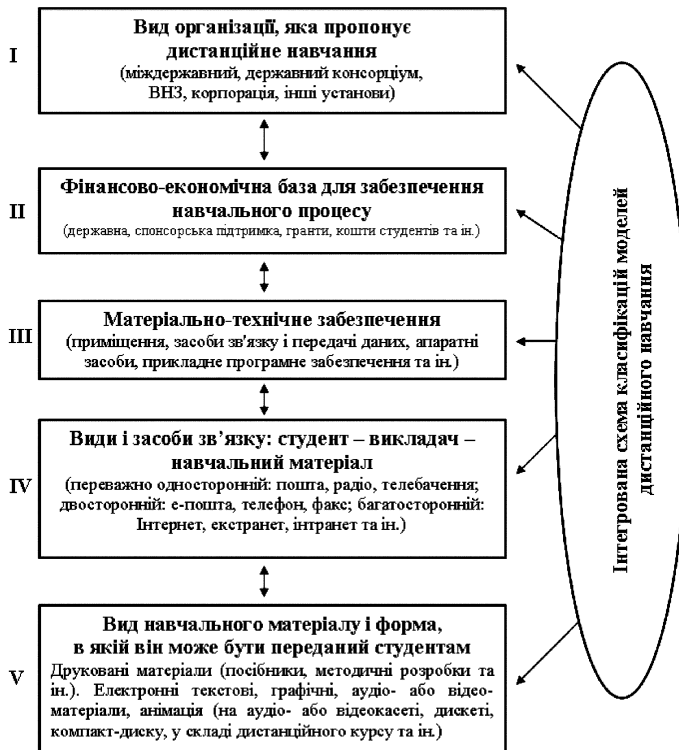 I
Вид організації, яка пропонує
дистанційне навчання
(міждержавний, державний консорціум,
ВНЗ, корпорація, інші установи)
II
Фінансово-економічна база для забезпечення
навчального процесу
(державна, спонсорська підтримка, гранти, кошти студентів та ін.)
III
Матеріально-технічне забезпечення
(приміщення, засоби зв'язку і передачі даних, апаратні
засоби, прикладне програмне забезпечення та ін.)
IV
Види і засоби зв’язку: студент – викладач –
навчальний матеріал
(переважно односторонній: пошта, радіо, телебачення;
двосторонній: е-пошта, телефон, факс; багатосторонній:
Інтернет, екстранет, інтранет та ін.)
V
Вид навчального матеріалу і форма,
в якій він може бути переданий студентам
Друковані матеріали (посібники, методичні розробки та
ін.). Електронні текстові, графічні, аудіо- або відео-
матеріали, анімація (на аудіо- або відеокасеті, дискеті,
компакт-диску, у складі дистанційного курсу та ін.)
Інтегрована схема класифікацій моделей
дистанційного навчання